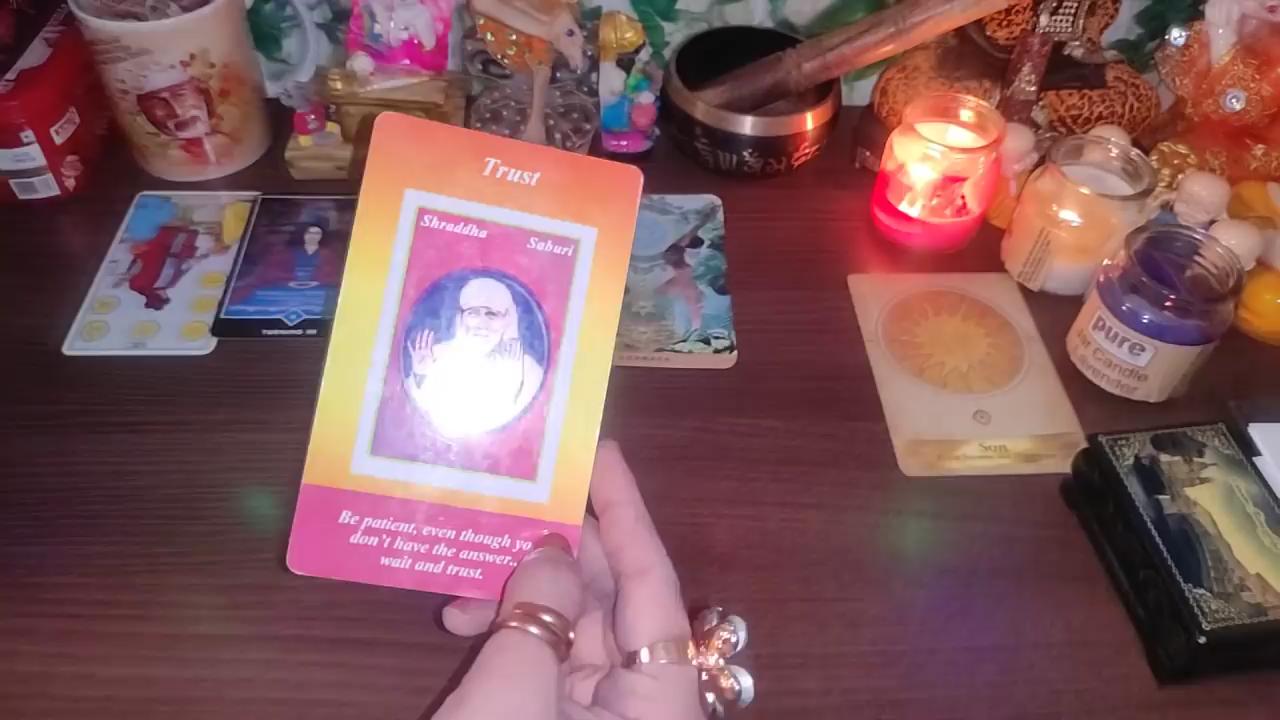 Trust
Shraddha
Saburi
Be patient, even though yo
don't have the answer..
wait and trust.
Sun
pure
Jar Candle
Lavender